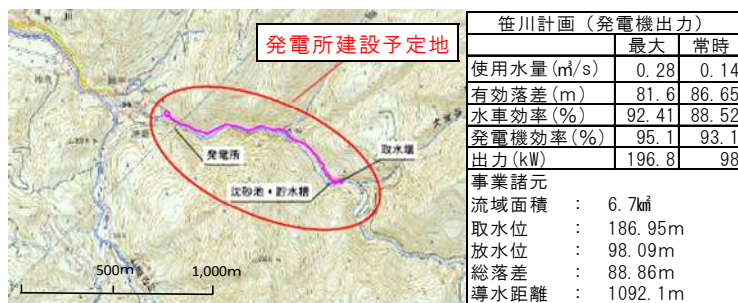 発電所建設予定地
発電所
取水堰
沈砂池・貯水槽
500m 1,000m
笹川計画（発電機出力）
最大 常時
使用水量(㎥/s) 0.28 0.14
有効落差(m) 81.6 86.65
水車効率(%) 92.41 88.52
発電機効率(%) 95.1 93.1
出力(kW) 196.8 98
事業諸元
流域面積 ： 6.7㎢
取水位 ： 186.95m
放水位 ： 98.09m
総落差 ： 88.86m
導水距離 ： 1092.1m